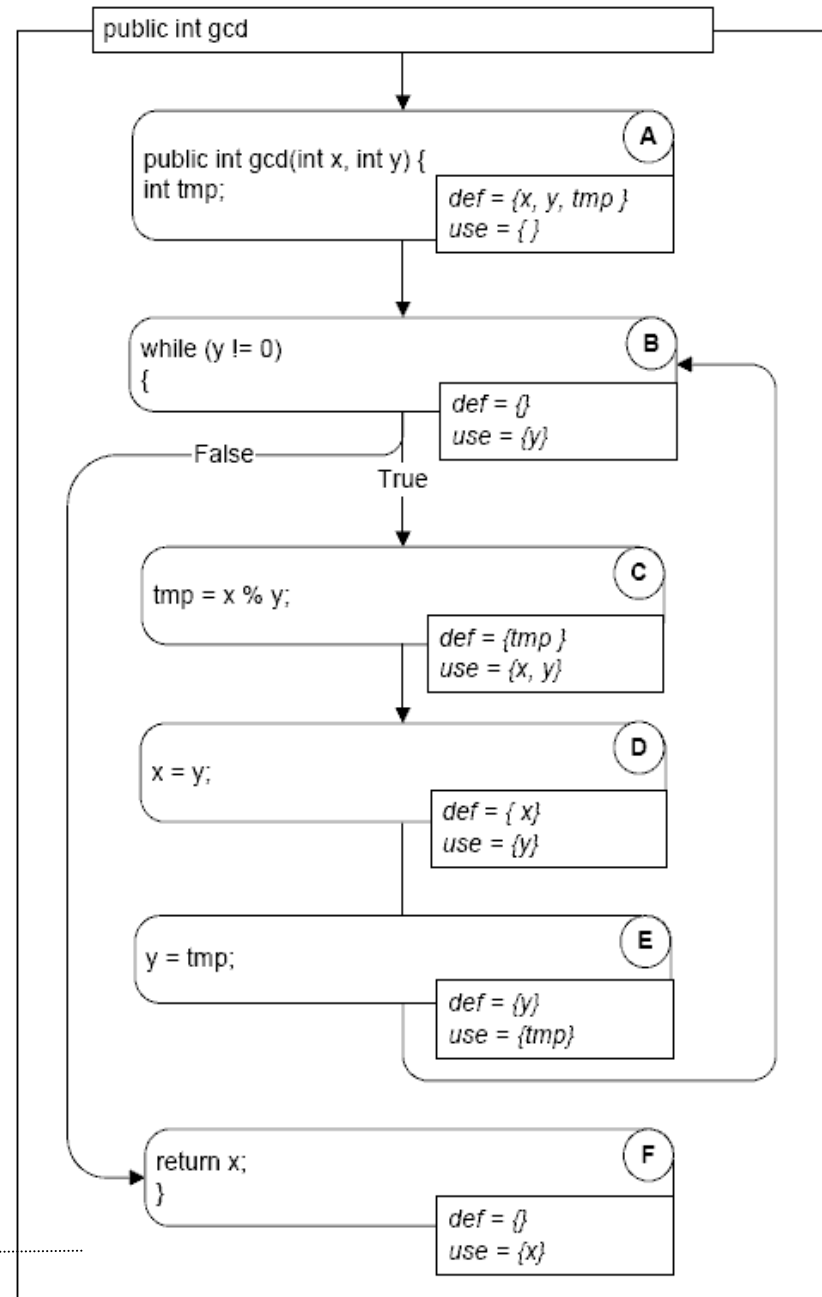 public int gcd
A
public int gcd(int x, int y) {
int tmp;
def = {x, y, tmp }
use = { }
B
while (y != 0)
{
def = {}
use = {y}
False
True
C
tmp = x % y;
def = {tmp }
use = {x, y}
D
x = y;
def = { x}
use = {y}
E
y = tmp;
def = {y}
use = {tmp}
F
return x;
}
def = {}
use = {x}